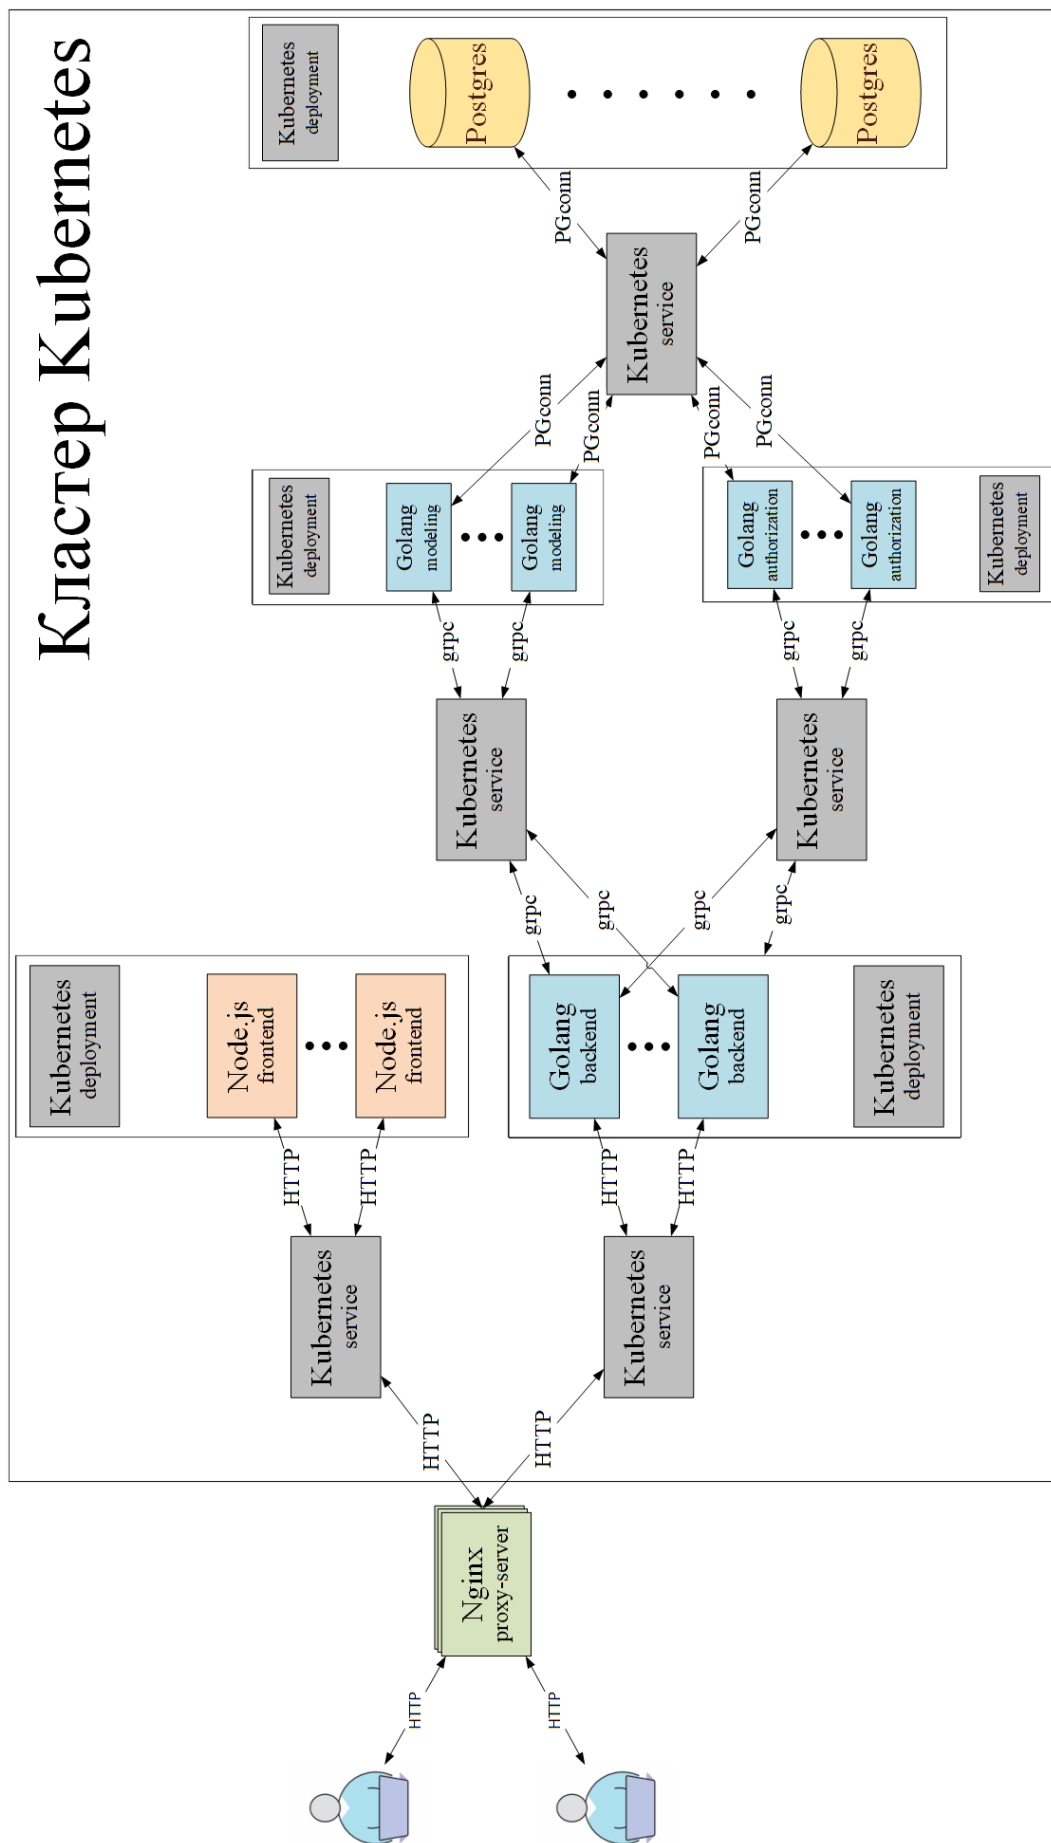 Кластер Kubernetes
HTTP
HTTP
Nginx
proxy-server
HTTP
HTTP
Kubernetes
service
Kubernetes
service
HTTP
HTTP
HTTP
HTTP
Kubernetes
deployment
Node.js
frontend
Node.js
frontend
Golang
backend
Golang
backend
Kubernetes
deployment
grpc
grpc
grpc
grpc
Kubernetes
service
Kubernetes
service
grpc
grpc
grpc
grpc
Kubernetes
deployment
Golang
modeling
Golang
modeling
Golang
authorization
Golang
authorization
Kubernetes
deployment
PGconn
PGconn
PGconn
PGconn
Kubernetes
service
PGconn
PGconn
Kubernetes
deployment
Postgres
Postgres